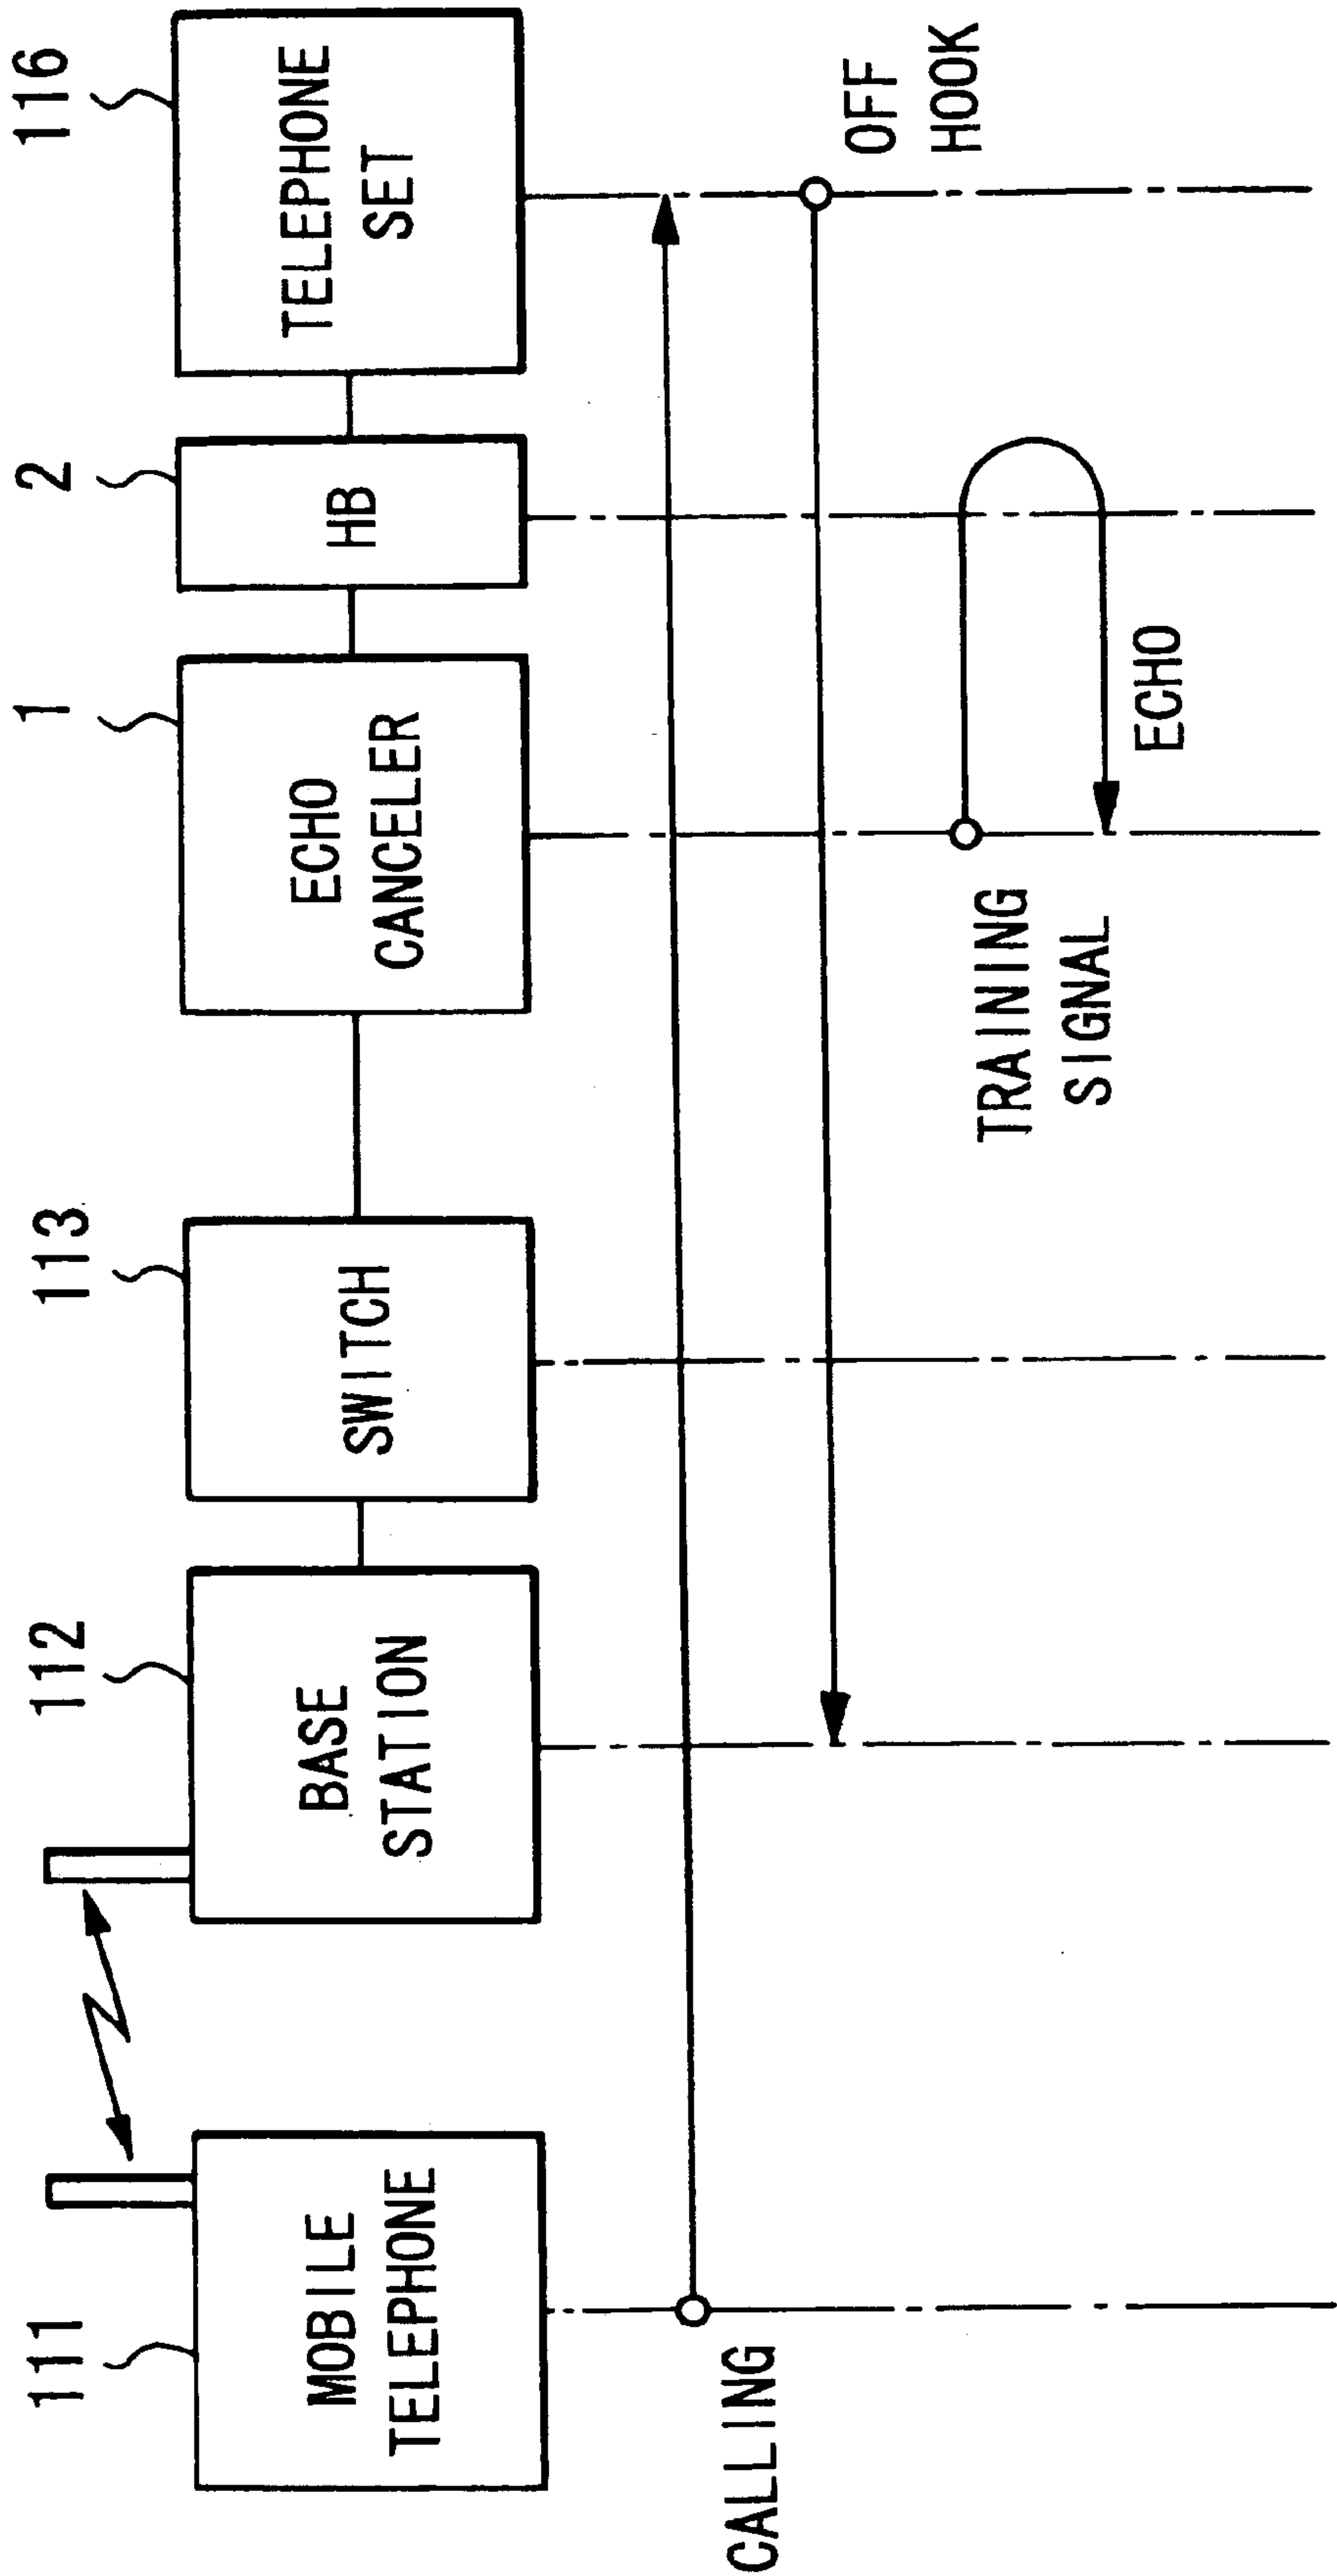 111
112
113
1
2
116
MOBILE
TELEPHONE
BASE
STATION
SWITCH
ECHO
CANCELER
HB
TELEPHONE
SET
CALLING
OFF
HOOK
TRAINING
SIGNAL
ECHO